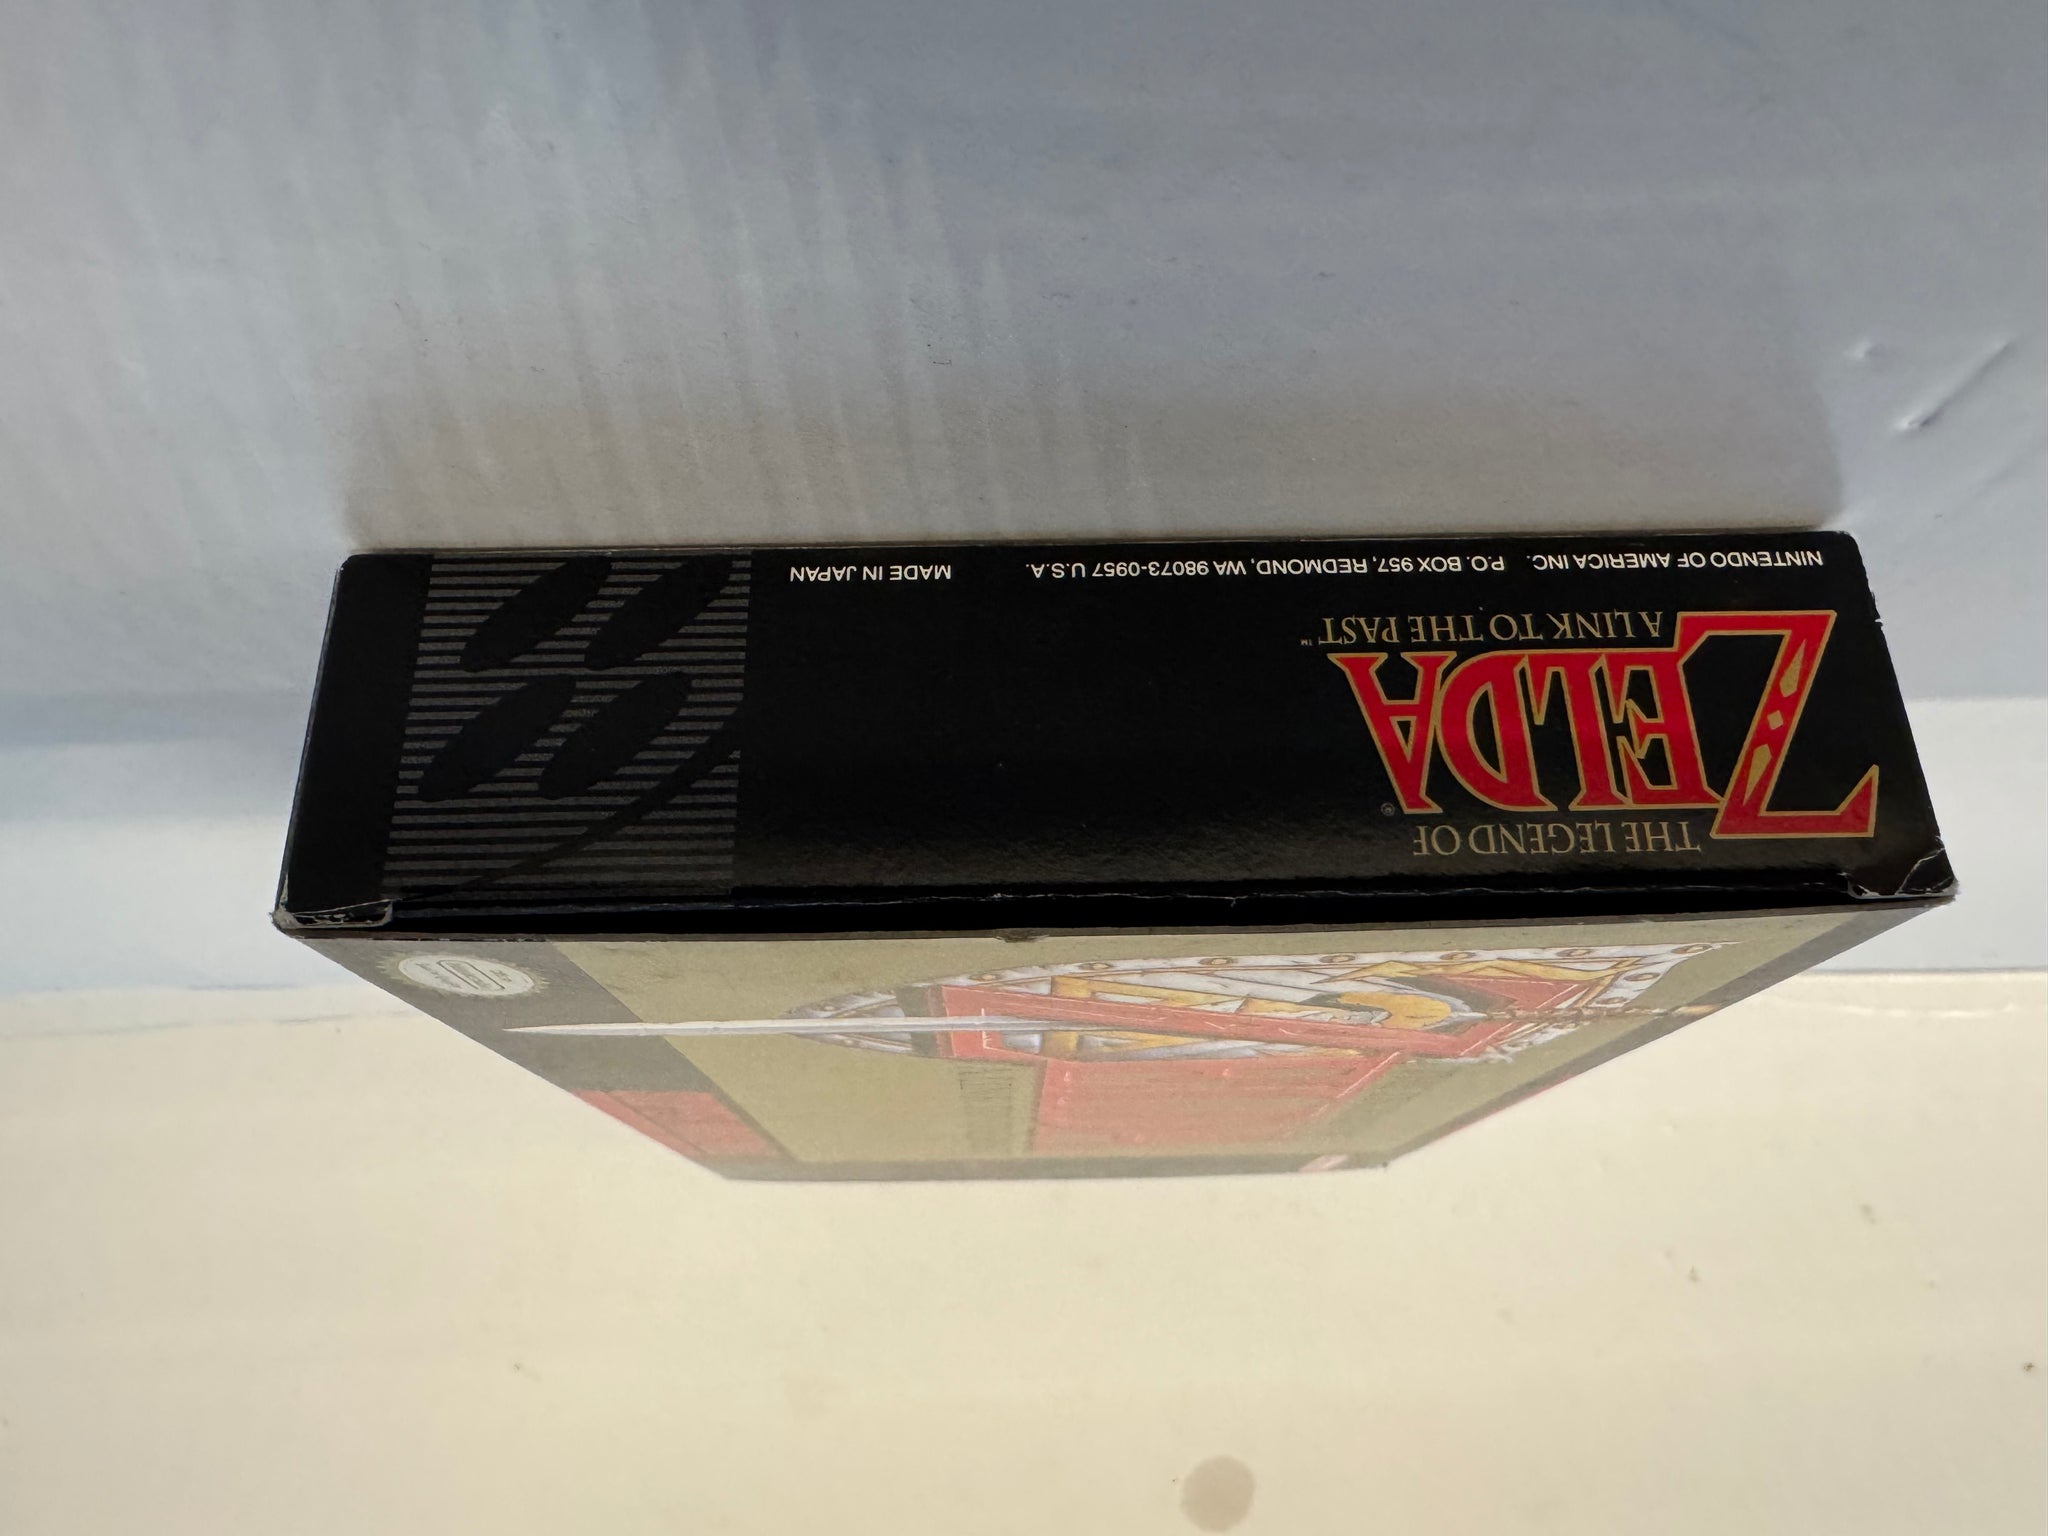 THE LEGEND OF
ZELDA®
A LINK TO THE PAST™
NINTENDO OF AMERICA INC. P.O. BOX 957, REDMOND, WA 98073-0957 U.S.A. MADE IN JAPAN